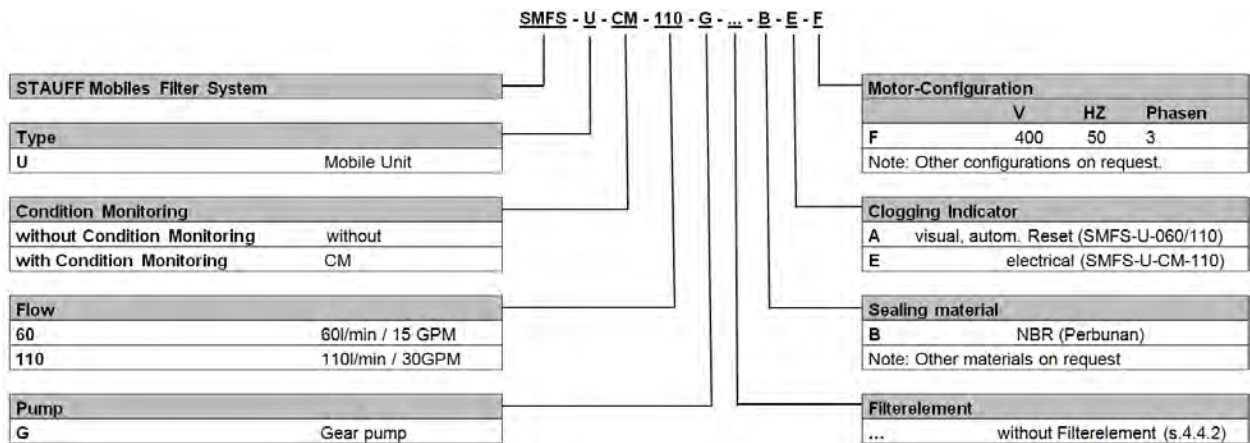 SMFS - U - CM - 110 - G - ... - B - E - F
STAUFF Mobiles Filter System
Type
U Mobile Unit
Condition Monitoring
without Condition Monitoring without
with Condition Monitoring CM
Flow
60 60l/min / 15 GPM
110 110l/min / 30GPM
Pump
G Gear pump
Motor-Configuration
V HZ Phasen
F 400 50 3
Note: Other configurations on request.
Clogging Indicator
A visual, autom. Reset (SMFS-U-060/110)
E electrical (SMFS-U-CM-110)
Sealing material
B NBR (Perbunan)
Note: Other materials on request
Filterelement
... without Filterelement (s.4.4.2)